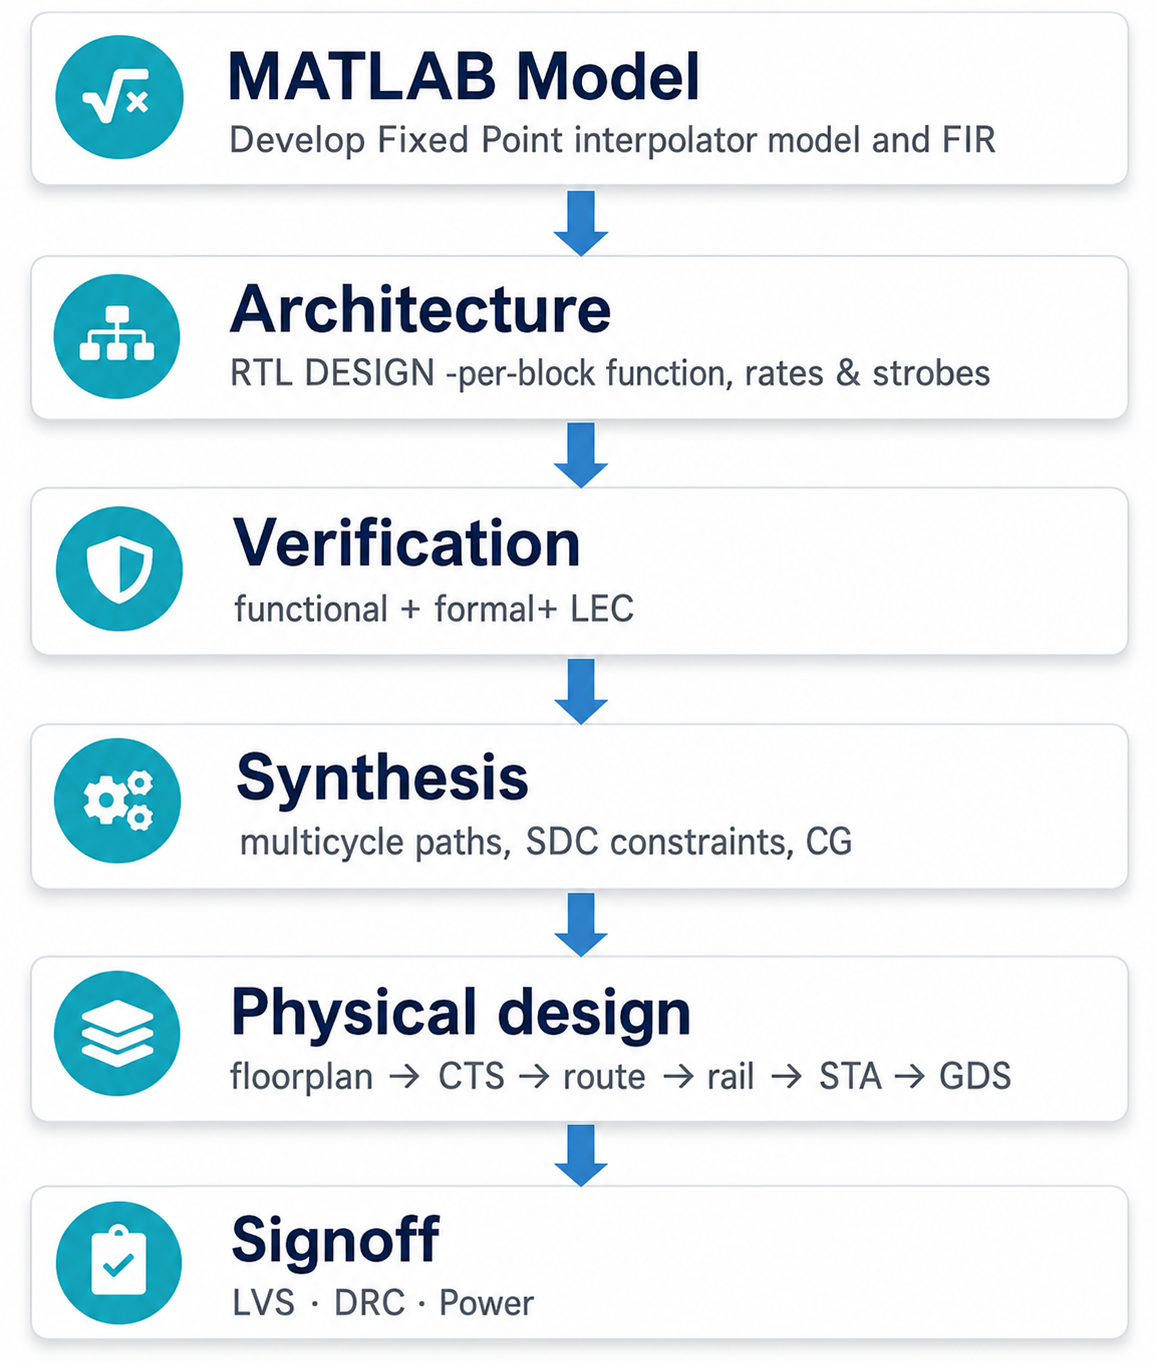 MATLAB Model
Develop Fixed Point interpolator model and FIR
Architecture
RTL DESIGN -per-block function, rates & strobes
Verification
functional + formal+ LEC
Synthesis
multicycle paths, SDC constraints, CG
Physical design
floorplan → CTS → route → rail → STA → GDS
Signoff
LVS · DRC · Power